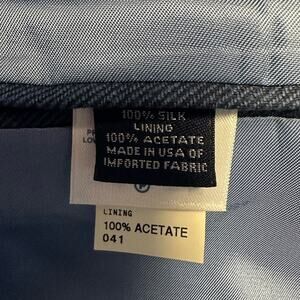 100% SILK
LINING
100% ACETATE
MADE IN USA OF
IMPORTED FABRIC
P
LINING
100% ACETATE
041